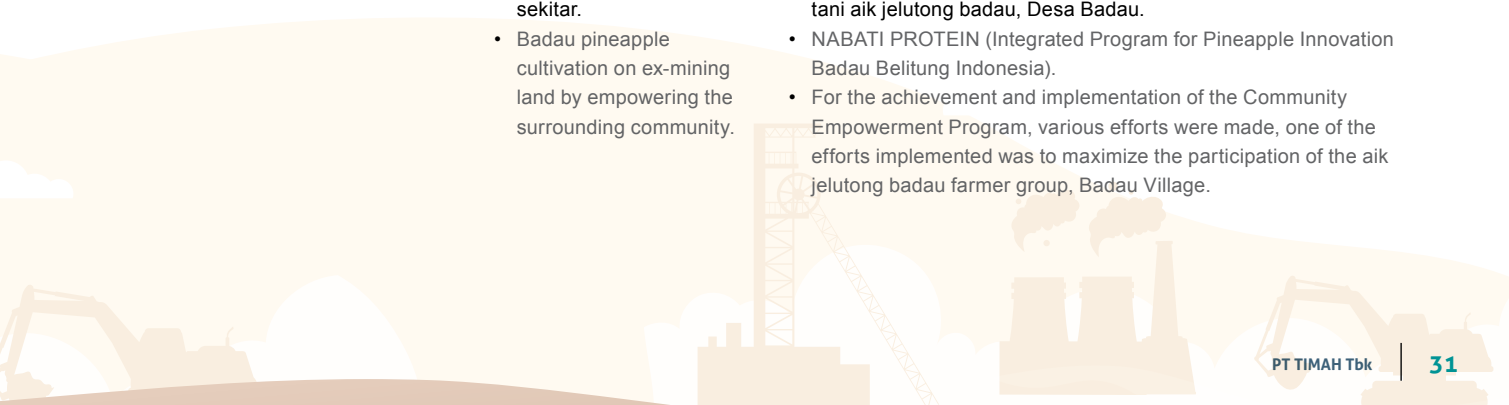 sekitar.
• Badau pineapple
cultivation on ex-mining
land by empowering the
surrounding community.
tani aik jelutong badau, Desa Badau.
• NABATI PROTEIN (Integrated Program for Pineapple Innovation
Badau Belitung Indonesia).
• For the achievement and implementation of the Community
Empowerment Program, various efforts were made, one of the
efforts implemented was to maximize the participation of the aik
jelutong badau farmer group, Badau Village.
PT TIMAH Tbk 31